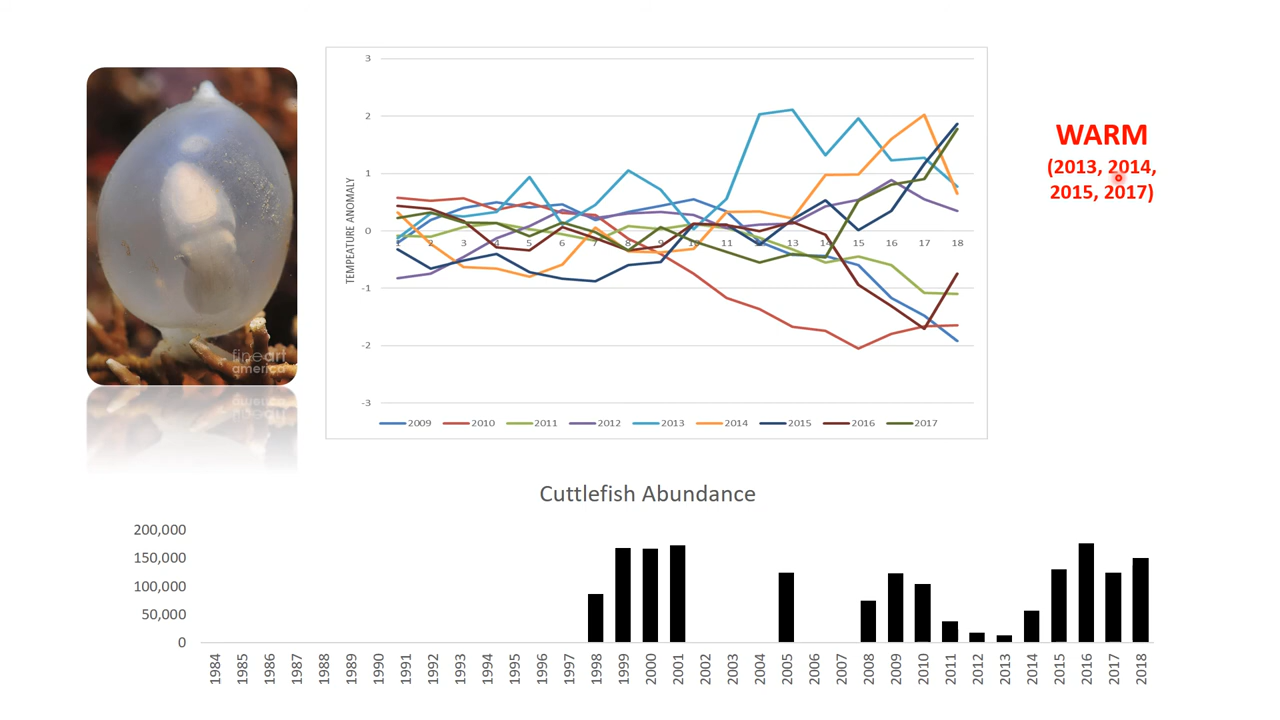 3
2
1
0
-1
-2
-3
TEMPEATURE ANOMALY
1 2 3 4 5 6 7 8 9 10 11 12 13 14 15 16 17 18
2009 2010 2011 2012 2013 2014 2015 2016 2017
WARM
(2013, 2014,
2015, 2017)
fineart
america
Cuttlefish Abundance
200,000
150,000
100,000
50,000
0
1984 1985 1986 1987 1988 1989 1990 1991 1992 1993 1994 1995 1996 1997 1998 1999 2000 2001 2002 2003 2004 2005 2006 2007 2008 2009 2010 2011 2012 2013 2014 2015 2016 2017 2018